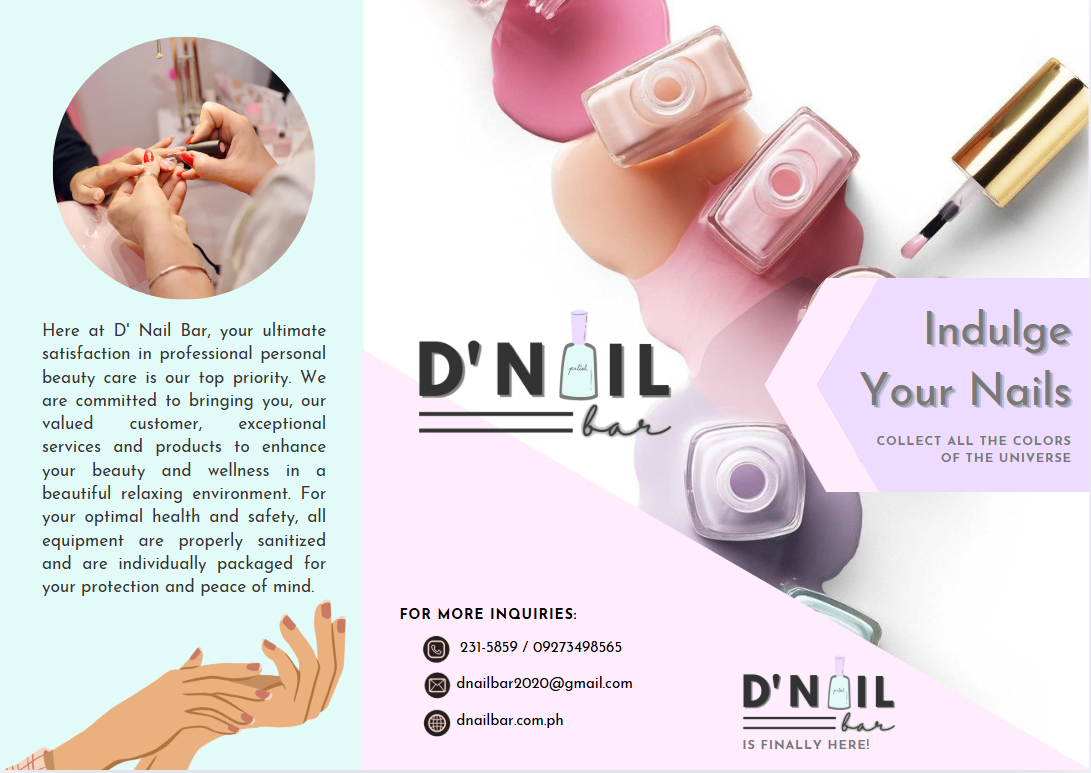 Here at D' Nail Bar, your ultimate
satisfaction in professional personal
beauty care is our top priority. We
are committed to bringing you, our
valued customer, exceptional
services and products to enhance
your beauty and wellness in a
beautiful relaxing environment. For
your optimal health and safety, all
equipment are properly sanitized
and are individually packaged for
your protection and peace of mind.
D'NAIL
polish
bar
FOR MORE INQUIRIES:
231-5859 / 09273498565
dnailbar2020@gmail.com
dnailbar.com.ph
Indulge
Your Nails
COLLECT ALL THE COLORS
OF THE UNIVERSE
D'NAIL
polish
bar
IS FINALLY HERE!